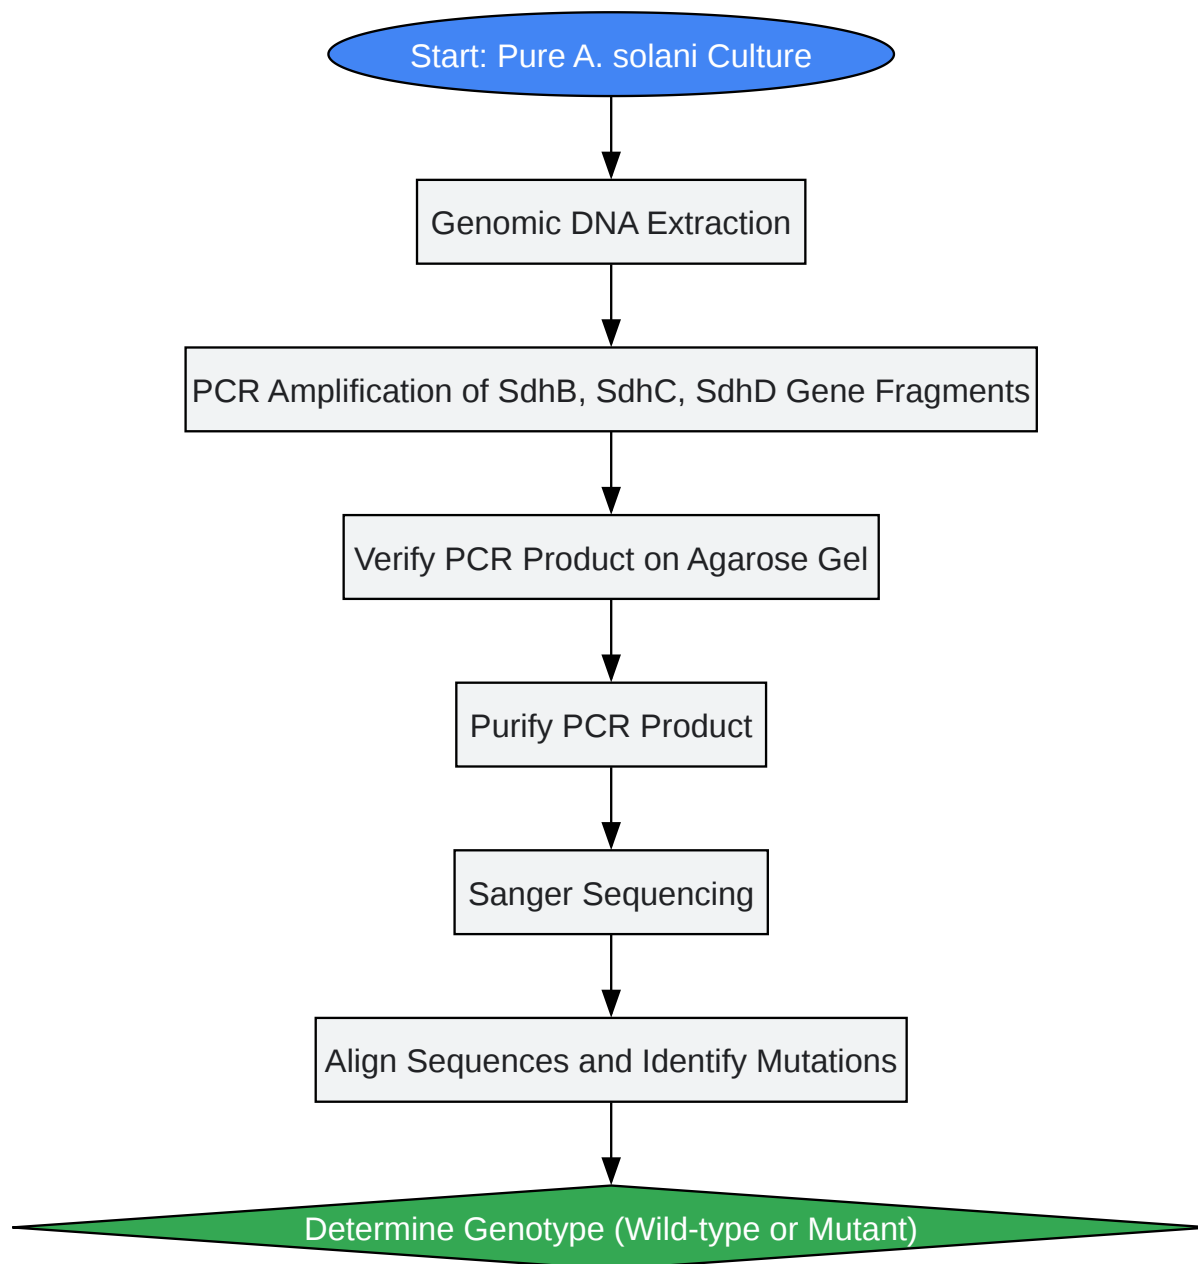 Start: Pure A. solani Culture
Genomic DNA Extraction
PCR Amplification of SdhB, SdhC, SdhD Gene Fragments
Verify PCR Product on Agarose Gel
Purify PCR Product
Sanger Sequencing
Align Sequences and Identify Mutations
Determine Genotype (Wild-type or Mutant)